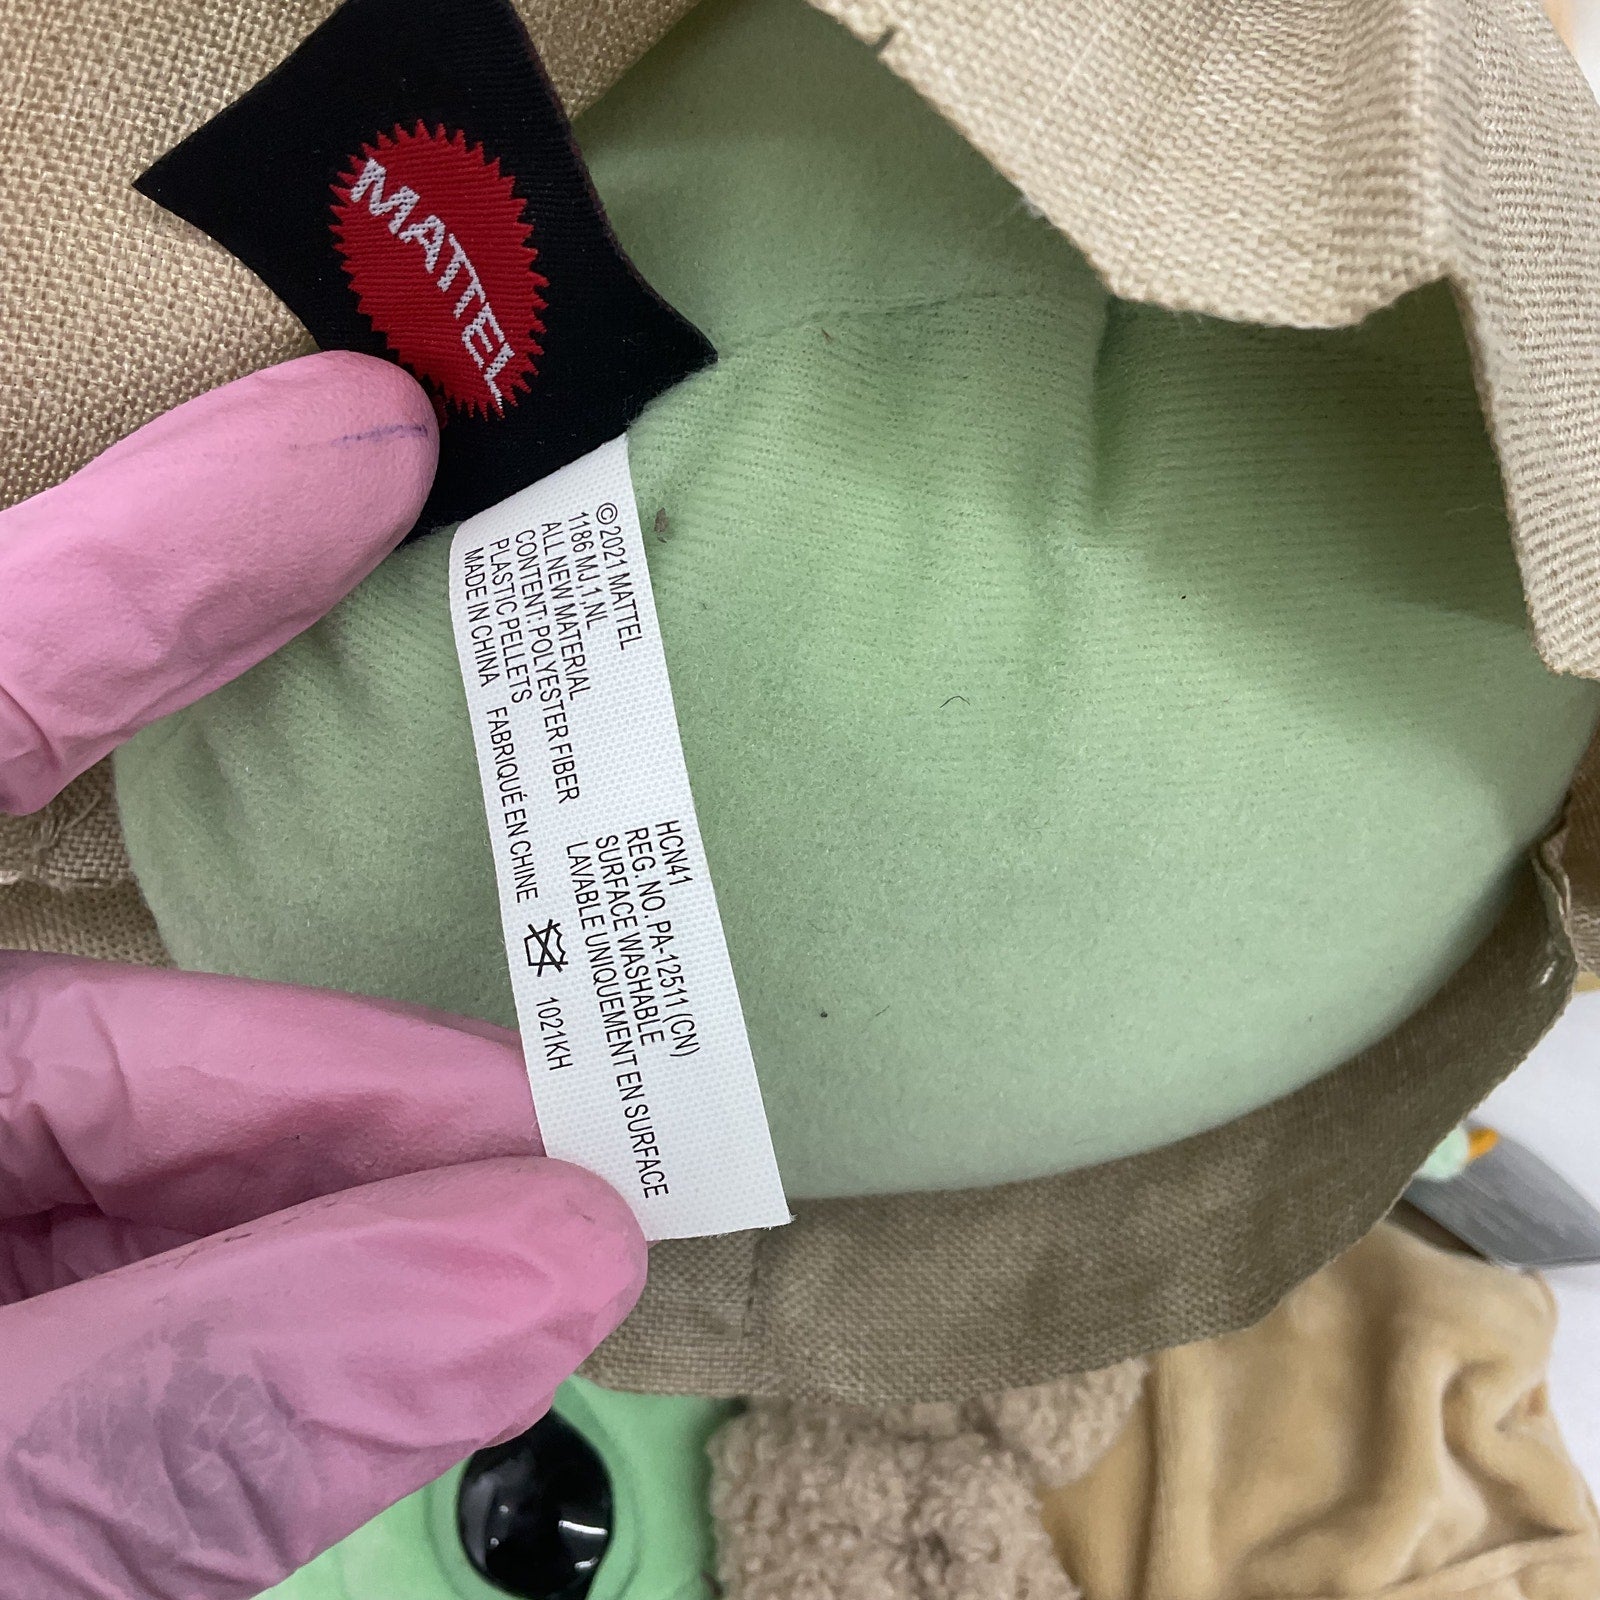 MATTEL
©2021 MATTEL
1186 MJ,1,NL
ALL NEW MATERIAL
CONTENT: POLYESTER FIBER
PLASTIC PELLETS
MADE IN CHINA FABRIQUÉ EN CHINE 1021KH
HCN41
REG. NO. PA-12511 (CN)
SURFACE WASHABLE
LAVABLE UNIQUEMENT EN SURFACE